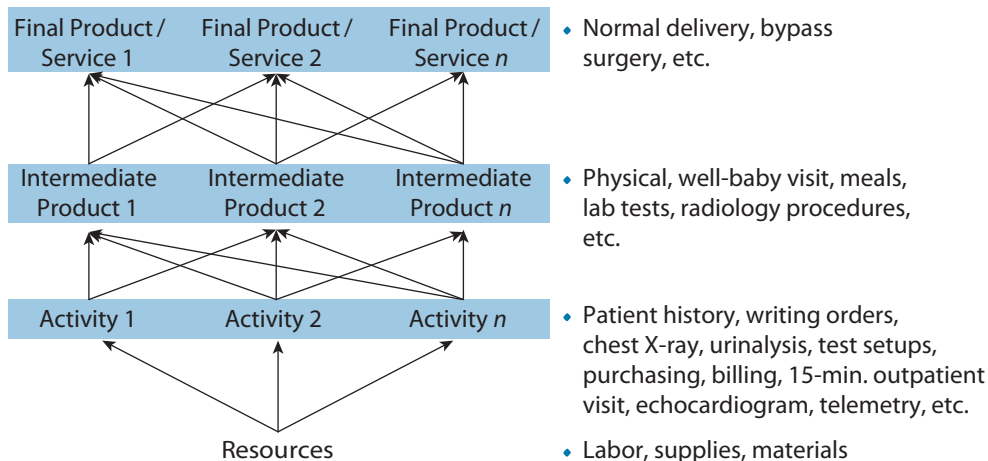 Final Product / Final Product / Final Product /
Service 1 Service 2 Service n
• Normal delivery, bypass
surgery, etc.
Intermediate Intermediate Intermediate
Product 1 Product 2 Product n
• Physical, well-baby visit, meals,
lab tests, radiology procedures,
etc.
Activity 1 Activity 2 Activity n
• Patient history, writing orders,
chest X-ray, urinalysis, test setups,
purchasing, billing, 15-min. outpatient
visit, echocardiogram, telemetry, etc.
Resources
• Labor, supplies, materials